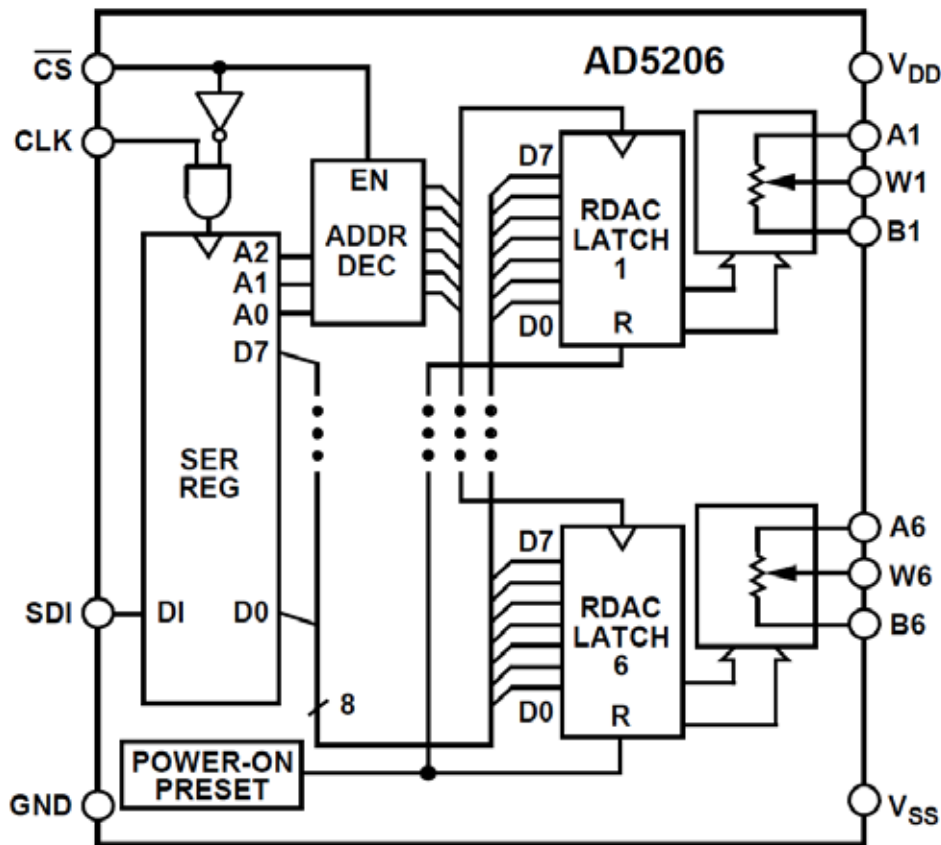 AD5206
CS
CLK
SDI
GND
VDD
A1
W1
B1
A6
W6
B6
VSS
EN
ADDR
DEC
A2
A1
A0
D7
SER
REG
DI
D0
8
POWER-ON
PRESET
D7
RDAC
LATCH
1
D0
R
D7
RDAC
LATCH
6
D0
R